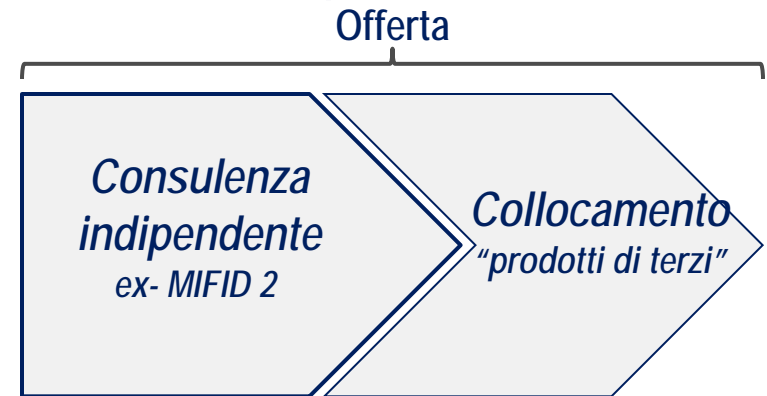 Offerta
Consulenza
indipendente
ex- MIFID 2
Collocamento
“prodotti di terzi”